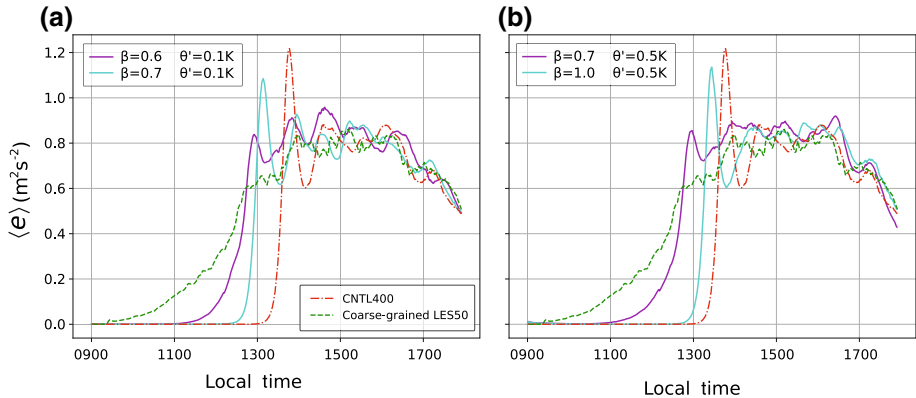 (a)
(b)
β=0.6 θ'=0.1K
β=0.7 θ'=0.1K
β=0.7 θ'=0.5K
β=1.0 θ'=0.5K
1.2
1.0
0.8
0.6
0.4
0.2
0.0
⟨e⟩ (m²s⁻²)
CNTL400
Coarse-grained LES50
0900 1100 1300 1500 1700
0900 1100 1300 1500 1700
Local time
Local time